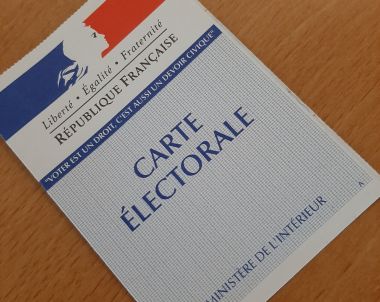 Liberté • Égalité • Fraternité
RÉPUBLIQUE FRANÇAISE
"VOTER EST UN DROIT, C'EST AUSSI UN DEVOIR CIVIQUE"
CARTE
ÉLECTORALE
MINISTÈRE DE L'INTÉRIEUR
A